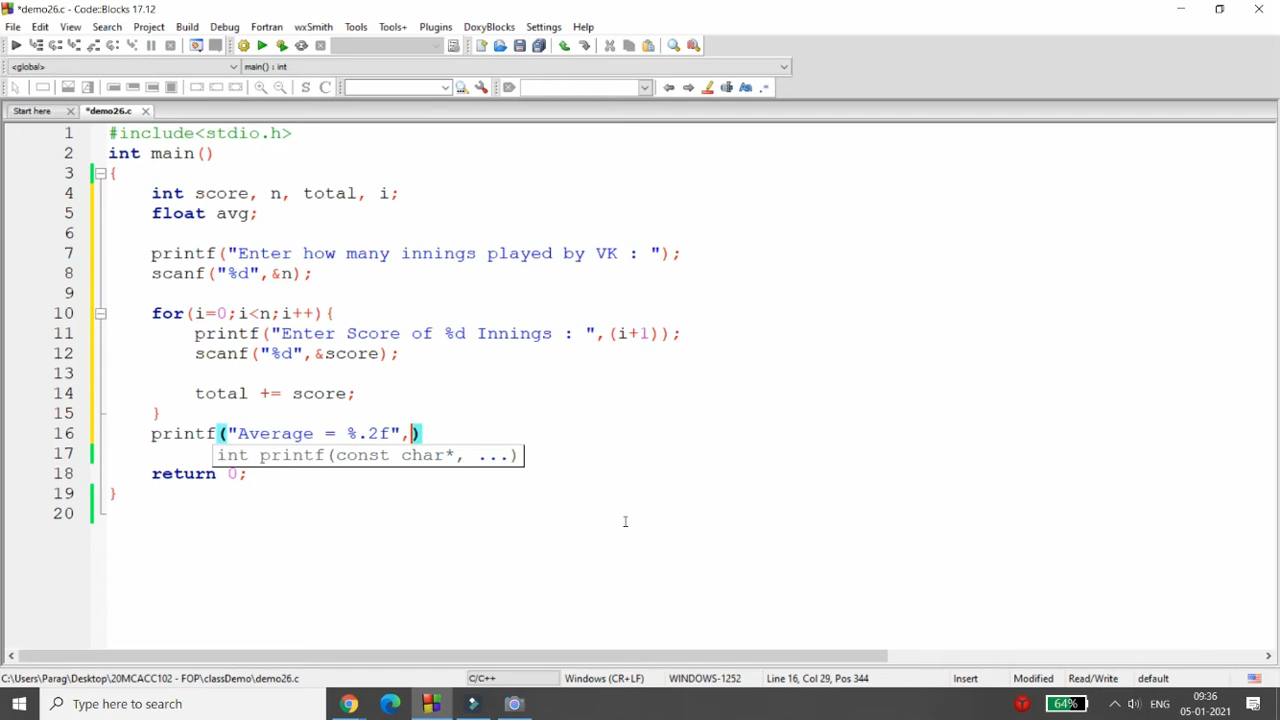 *demo26.c - Code::Blocks 17.12
File Edit View Search Project Build Debug Fortran wxSmith Tools Tools+ Plugins DoxyBlocks Settings Help
<global> main() : int
S C
Start here *demo26.c
1 #include<stdio.h>
2 int main()
3 {
4 int score, n, total, i;
5 float avg;
6
7 printf("Enter how many innings played by VK : ");
8 scanf("%d",&n);
9
10 for(i=0;i<n;i++){
11 printf("Enter Score of %d Innings : ",(i+1));
12 scanf("%d",&score);
13
14 total += score;
15 }
16 printf("Average = %.2f",)
17 int printf(const char*, ...)
18 return 0;
19 }
20
C:\Users\Parag\Desktop\20MCACC102 - FOP\classDemo\demo26.c C/C++ Windows (CR+LF) WINDOWS-1252 Line 16, Col 29, Pos 344 Insert Modified Read/Write default
Type here to search 64% ENG 09:36
05-01-2021